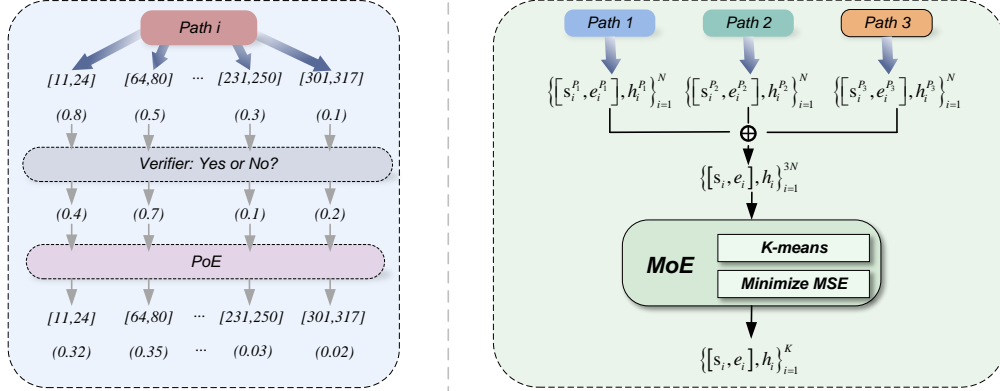 Path i
[11,24] [64,80] ... [231,250] [301,317]
(0.8) (0.5) (0.3) (0.1)
Verifier: Yes or No?
(0.4) (0.7) (0.1) (0.2)
PoE
[11,24] [64,80] ... [231,250] [301,317]
(0.32) (0.35) ... (0.03) (0.02)
Path 1 Path 2 Path 3
{[s_i^{P_1}, e_i^{P_1}], h_i^{P_1}}_{i=1}^N {[s_i^{P_2}, e_i^{P_2}], h_i^{P_2}}_{i=1}^N {[s_i^{P_3}, e_i^{P_3}], h_i^{P_3}}_{i=1}^N
⊕
{[s_i, e_i], h_i}_{i=1}^{3N}
MoE
K-means
Minimize MSE
{[s_i, e_i], h_i}_{i=1}^K